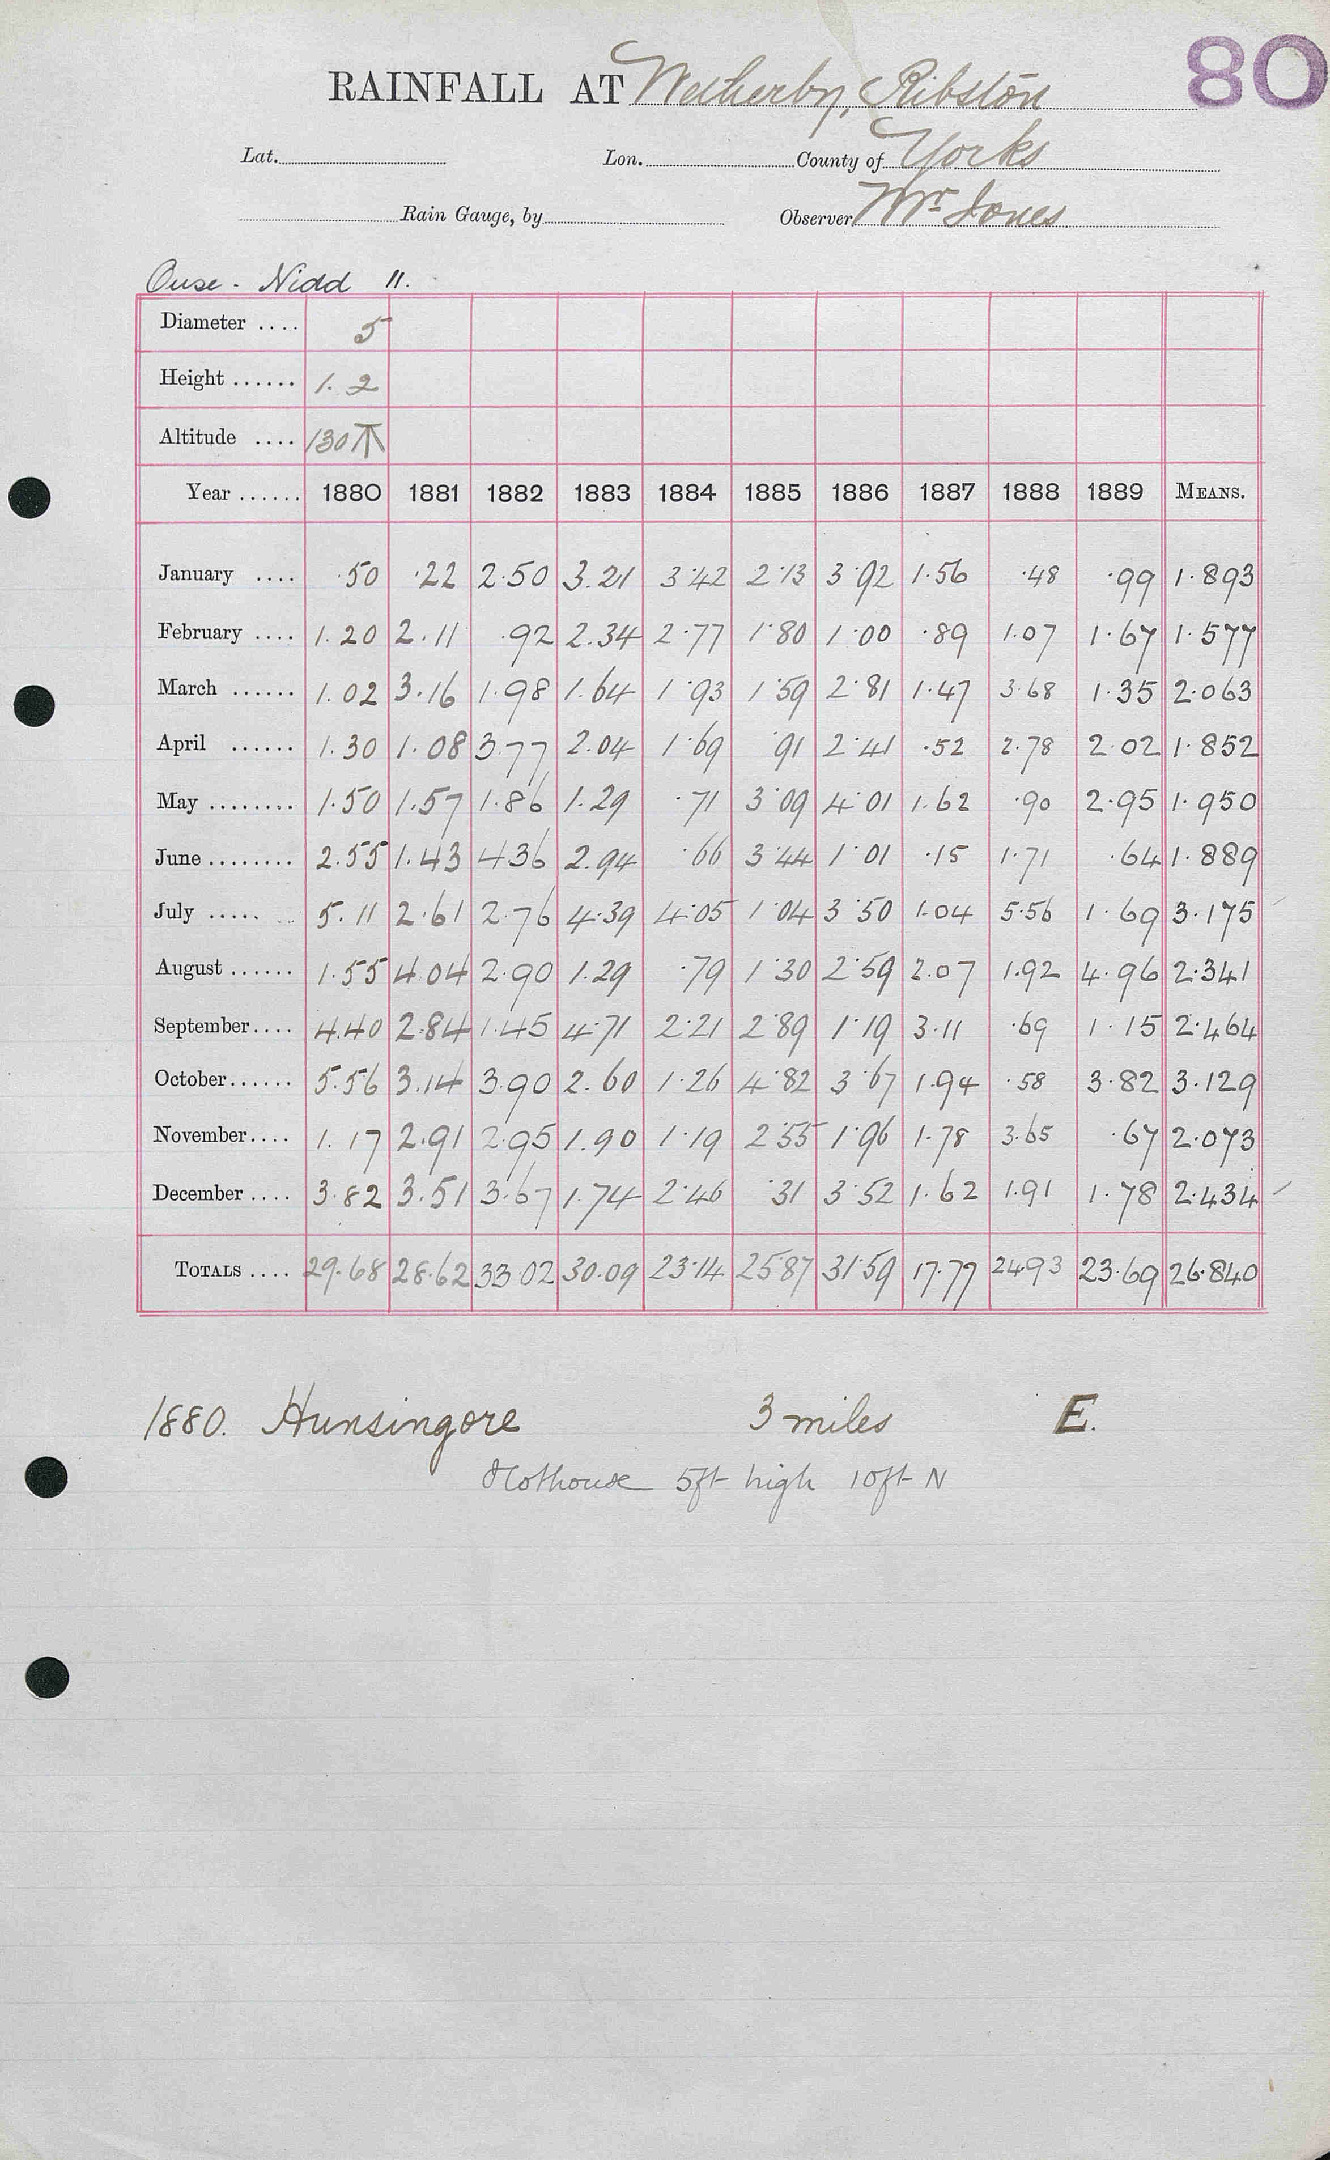 80
RAINFALL AT Wetherby, Ribston
Lat. Lon. County of Yorks
Rain Gauge, by Observer Mr Jones
Ouse - Nidd 11.
Diameter .... 5
Height ...... 1.2
Altitude .... 130
Year ...... 1880 1881 1882 1883 1884 1885 1886 1887 1888 1889 MEANS.
January .... .50 .22 2.50 3.21 3.42 2.13 3.92 1.56 .48 .99 1.893
February .... 1.20 2.11 .92 2.34 2.77 1.80 1.00 .89 1.07 1.67 1.577
March ...... 1.02 3.16 1.98 1.64 1.93 1.59 2.81 1.47 3.68 1.35 2.063
April ...... 1.30 1.08 3.77 2.04 1.69 .91 2.41 .52 2.78 2.02 1.852
May ........ 1.50 1.57 1.86 1.29 .71 3.09 4.01 1.62 .90 2.95 1.950
June ........ 2.55 1.43 4.36 2.94 .66 3.44 1.01 .15 1.71 .64 1.889
July ..... 5.11 2.61 2.76 4.39 4.05 1.04 3.50 1.04 5.56 1.69 3.175
August ...... 1.55 4.04 2.90 1.29 .79 1.30 2.59 2.07 1.92 4.96 2.341
September.... 4.40 2.84 1.45 4.71 2.21 2.89 1.19 3.11 .69 1.15 2.464
October...... 5.56 3.14 3.90 2.60 1.26 4.82 3.67 1.94 .58 3.82 3.129
November.... 1.17 2.91 2.95 1.90 1.19 2.55 1.96 1.78 3.65 .67 2.073
December .... 3.82 3.51 3.67 1.74 2.46 .31 3.52 1.62 1.91 1.78 2.434
TOTALS .... 29.68 28.62 33.02 30.09 23.14 25.87 31.59 17.77 24.93 23.69 26.840
1880. Hunsingore 3 miles E.
Hothouse 5ft high 10ft N